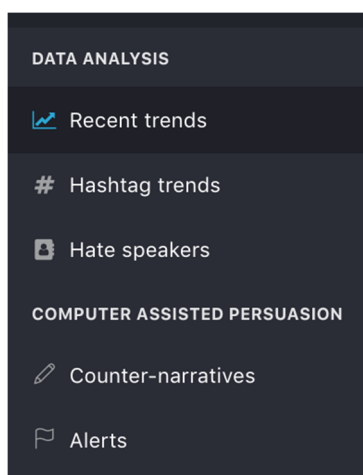 DATA ANALYSIS
Recent trends
# Hashtag trends
Hate speakers
COMPUTER ASSISTED PERSUASION
Counter-narratives
Alerts